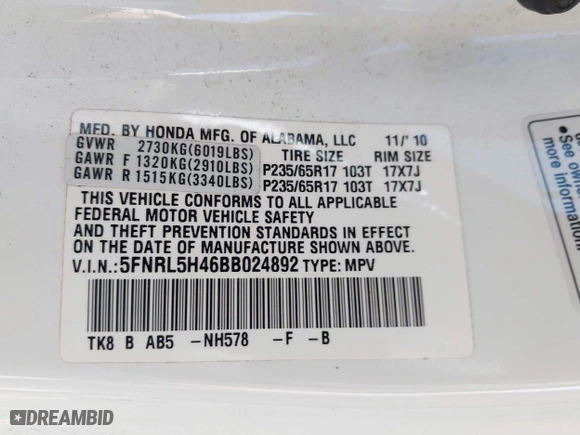 MFD. BY HONDA MFG. OF ALABAMA, LLC 11/'10
GVWR 2730KG(6019LBS) TIRE SIZE RIM SIZE
GAWR F 1320KG(2910LBS) P235/65R17 103T 17X7J
GAWR R 1515KG(3340LBS) P235/65R17 103T 17X7J
THIS VEHICLE CONFORMS TO ALL APPLICABLE
FEDERAL MOTOR VEHICLE SAFETY
AND THEFT PREVENTION STANDARDS IN EFFECT
ON THE DATE OF MANUFACTURE SHOWN ABOVE.
V.I.N.:5FNRL5H46BB024892 TYPE: MPV
TK8 B AB5 -NH578 -F -B
•See own
more
informat
DREAMBID